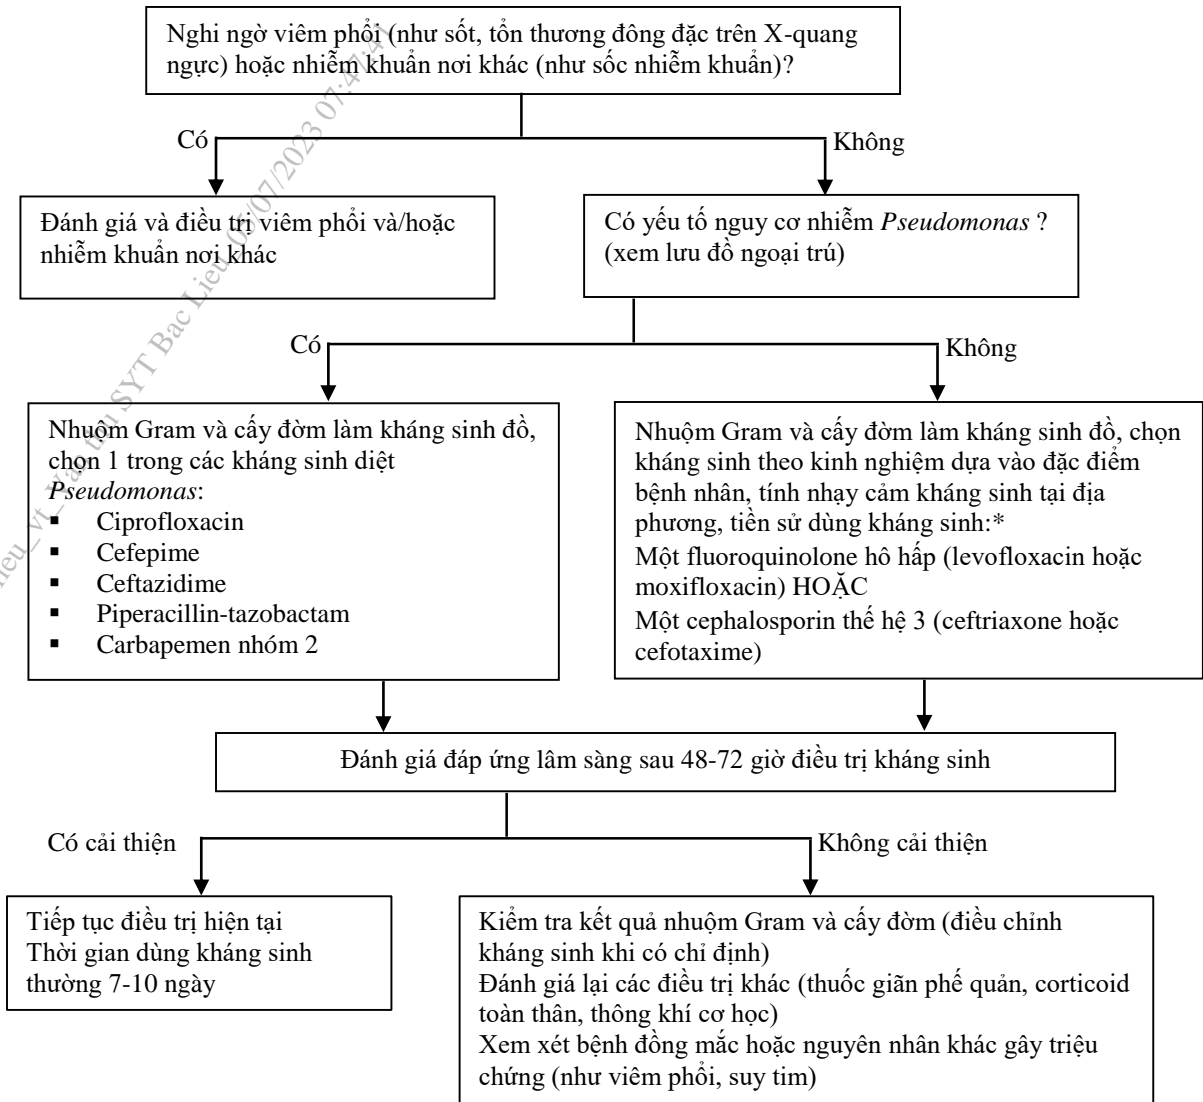 Nghi ngờ viêm phổi (như sốt, tổn thương đông đặc trên X-quang
ngực) hoặc nhiễm khuẩn nơi khác (như sốc nhiễm khuẩn)?
Có
Không
Đánh giá và điều trị viêm phổi và/hoặc
nhiễm khuẩn nơi khác
Có yếu tố nguy cơ nhiễm Pseudomonas ?
(xem lưu đồ ngoại trú)
Có
Không
Nhuộm Gram và cấy đờm làm kháng sinh đồ,
chọn 1 trong các kháng sinh diệt
Pseudomonas:
▪ Ciprofloxacin
▪ Cefepime
▪ Ceftazidime
▪ Piperacillin-tazobactam
▪ Carbapemen nhóm 2
Nhuộm Gram và cấy đờm làm kháng sinh đồ, chọn
kháng sinh theo kinh nghiệm dựa vào đặc điểm
bệnh nhân, tính nhạy cảm kháng sinh tại địa
phương, tiền sử dùng kháng sinh:*
Một fluoroquinolone hô hấp (levofloxacin hoặc
moxifloxacin) HOẶC
Một cephalosporin thế hệ 3 (ceftriaxone hoặc
cefotaxime)
Đánh giá đáp ứng lâm sàng sau 48-72 giờ điều trị kháng sinh
Có cải thiện
Không cải thiện
Tiếp tục điều trị hiện tại
Thời gian dùng kháng sinh
thường 7-10 ngày
Kiểm tra kết quả nhuộm Gram và cấy đờm (điều chỉnh
kháng sinh khi có chỉ định)
Đánh giá lại các điều trị khác (thuốc giãn phế quản, corticoid
toàn thân, thông khí cơ học)
Xem xét bệnh đồng mắc hoặc nguyên nhân khác gây triệu
chứng (như viêm phổi, suy tim)
SYT Bac Lieu